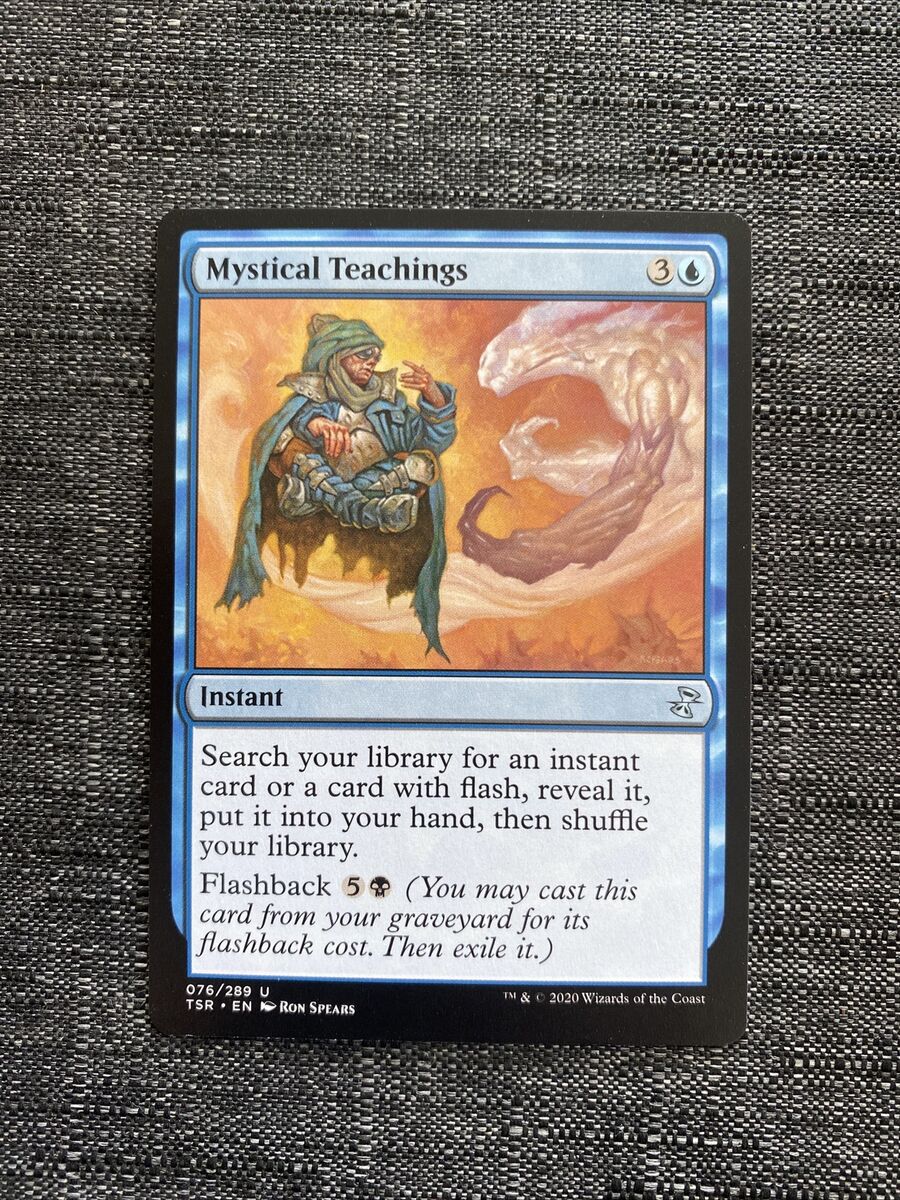 Mystical Teachings 3
Instant
Search your library for an instant
card or a card with flash, reveal it,
put it into your hand, then shuffle
your library.
Flashback 5 (You may cast this
card from your graveyard for its
flashback cost. Then exile it.)
076/289 U
TSR • EN Ron Spears
™ & © 2020 Wizards of the Coast